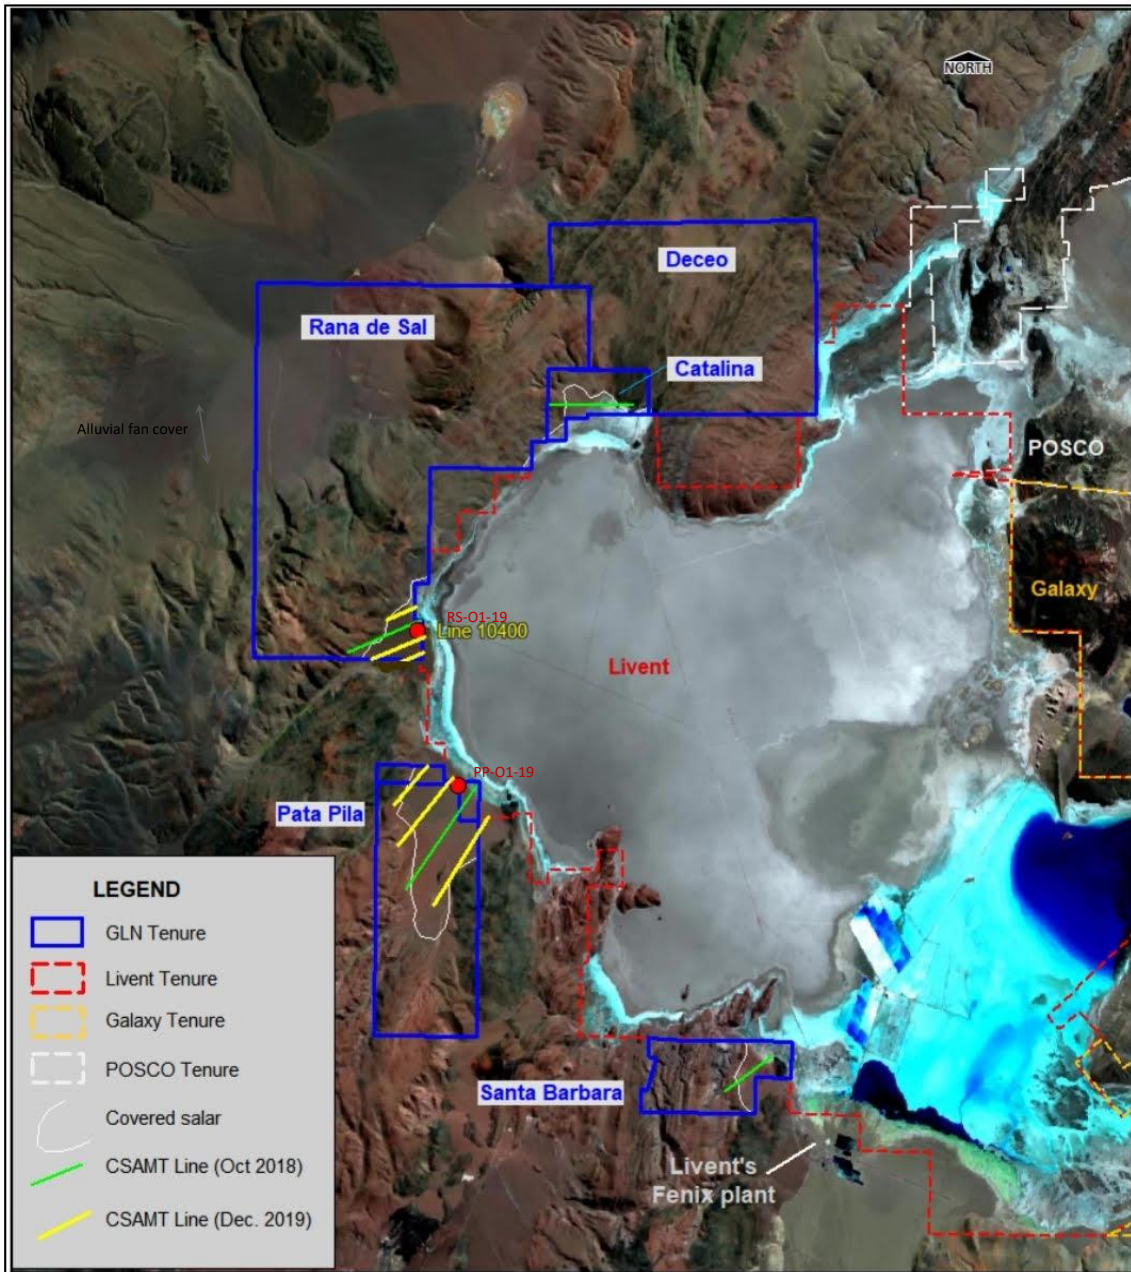 NORTH
Deceo
Rana de Sal
Catalina
Alluvial fan cover
POSCO
Galaxy
RS-O1-19
Line 10400
Livent
PP-O1-19
Pata Pila
Santa Barbara
Livent's
Fenix plant
LEGEND
GLN Tenure
Livent Tenure
Galaxy Tenure
POSCO Tenure
Covered salar
CSAMT Line (Oct 2018)
CSAMT Line (Dec. 2019)